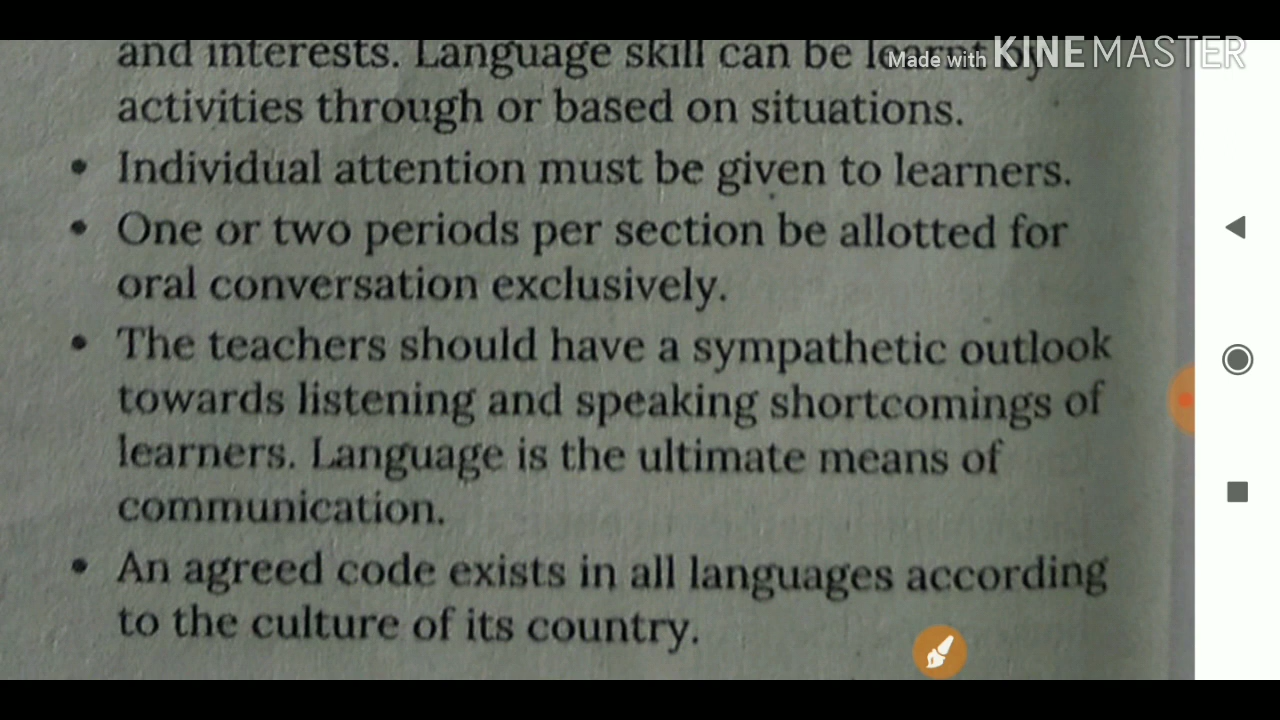 and interests. Language skill can be learnt by
Made with KINEMASTER
activities through or based on situations.
• Individual attention must be given to learners.
• One or two periods per section be allotted for
oral conversation exclusively.
• The teachers should have a sympathetic outlook
towards listening and speaking shortcomings of
learners. Language is the ultimate means of
communication.
• An agreed code exists in all languages according
to the culture of its country.